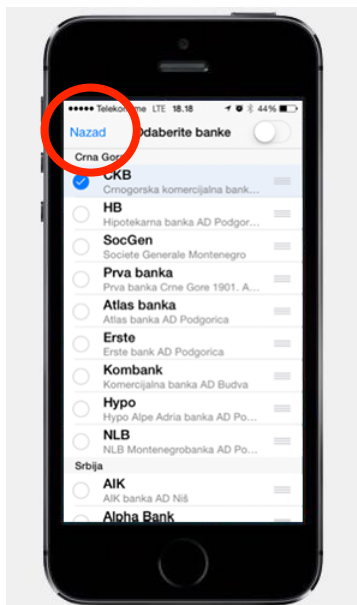 Telekom me LTE 18.18 44%
Nazad Odaberite banke
Crna Gora
CKB
Crnogorska komercijalna bank...
HB
Hipotekarna banka AD Podgor...
SocGen
Societe Generale Montenegro
Prva banka
Prva banka Crne Gore 1901. A...
Atlas banka
Atlas banka AD Podgorica
Erste
Erste bank AD Podgorica
Kombank
Komercijalna banka AD Budva
Hypo
Hypo Alpe Adria banka AD Po...
NLB
NLB Montenegrobanka AD Po...
Srbija
AIK
AIK banka AD Niš
Alpha Bank